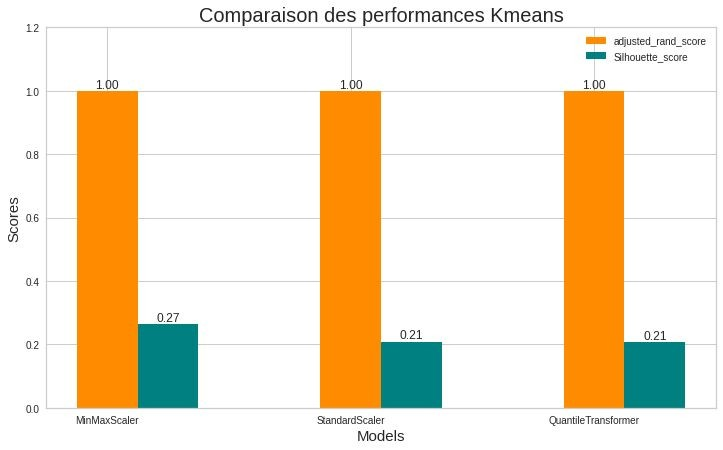 Comparaison des performances Kmeans
adjusted_rand_score
Silhouette_score
Scores
1.2
1.0
0.8
0.6
0.4
0.2
0.0
1.00
0.27
1.00
0.21
1.00
0.21
MinMaxScaler
StandardScaler
QuantileTransformer
Models